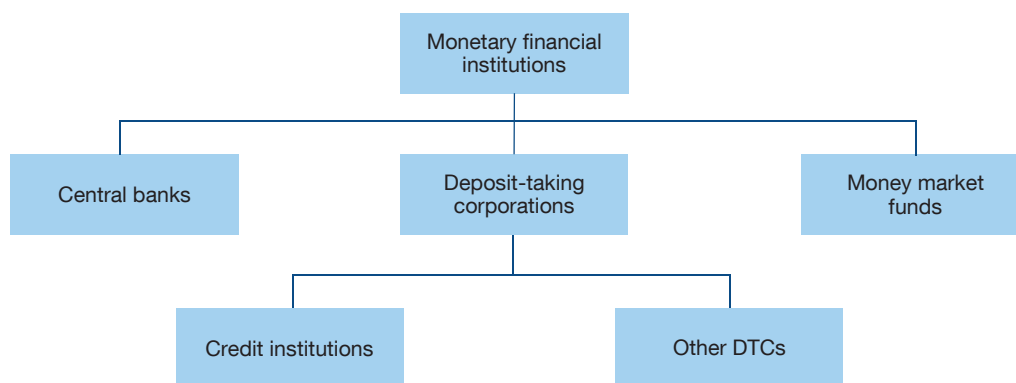 Monetary financial
institutions
Central banks
Deposit-taking
corporations
Money market
funds
Credit institutions
Other DTCs